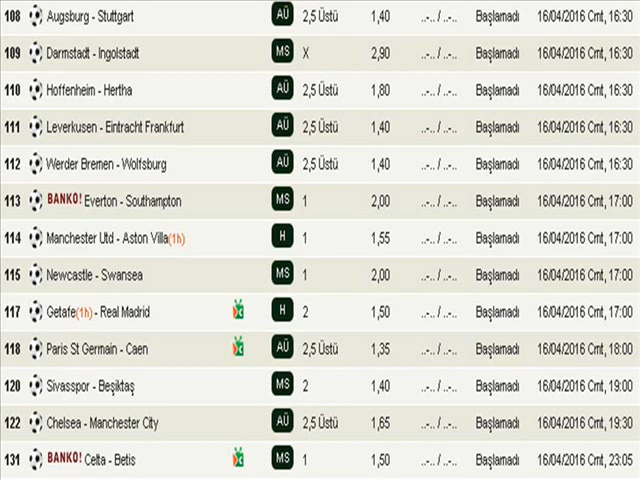 108 Augsburg - Stuttgart AÜ 2,5 Üstü 1,40 ..-.. / ..-.. Başlamadı 16/04/2016 Cmt, 16:30
109 Darmstadt - Ingolstadt MS X 2,90 ..-.. / ..-.. Başlamadı 16/04/2016 Cmt, 16:30
110 Hoffenheim - Hertha AÜ 2,5 Üstü 1,80 ..-.. / ..-.. Başlamadı 16/04/2016 Cmt, 16:30
111 Leverkusen - Eintracht Frankfurt AÜ 2,5 Üstü 1,40 ..-.. / ..-.. Başlamadı 16/04/2016 Cmt, 16:30
112 Werder Bremen - Wolfsburg AÜ 2,5 Üstü 1,40 ..-.. / ..-.. Başlamadı 16/04/2016 Cmt, 16:30
113 BANKO! Everton - Southampton MS 1 2,00 ..-.. / ..-.. Başlamadı 16/04/2016 Cmt, 17:00
114 Manchester Utd - Aston Villa(1h) H 1 1,55 ..-.. / ..-.. Başlamadı 16/04/2016 Cmt, 17:00
115 Newcastle - Swansea MS 1 2,00 ..-.. / ..-.. Başlamadı 16/04/2016 Cmt, 17:00
117 Getafe(1h) - Real Madrid H 2 1,50 ..-.. / ..-.. Başlamadı 16/04/2016 Cmt, 17:00
118 Paris St Germain - Caen AÜ 2,5 Üstü 1,35 ..-.. / ..-.. Başlamadı 16/04/2016 Cmt, 18:00
120 Sivasspor - Beşiktaş MS 2 1,40 ..-.. / ..-.. Başlamadı 16/04/2016 Cmt, 19:00
122 Chelsea - Manchester City AÜ 2,5 Üstü 1,65 ..-.. / ..-.. Başlamadı 16/04/2016 Cmt, 19:30
131 BANKO! Celta - Betis MS 1 1,50 ..-.. / ..-.. Başlamadı 16/04/2016 Cmt, 23:05